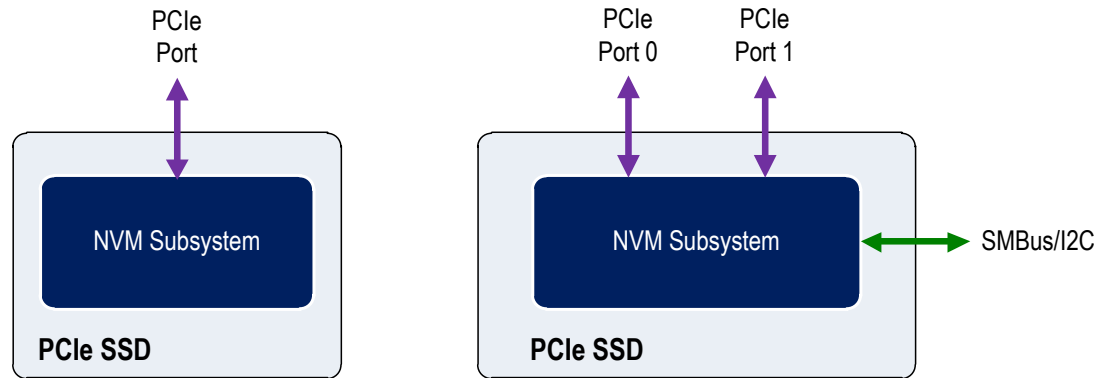 PCIe
Port
NVM Subsystem
PCIe SSD
PCIe
Port 0
PCIe
Port 1
NVM Subsystem
SMBus/I2C
PCIe SSD